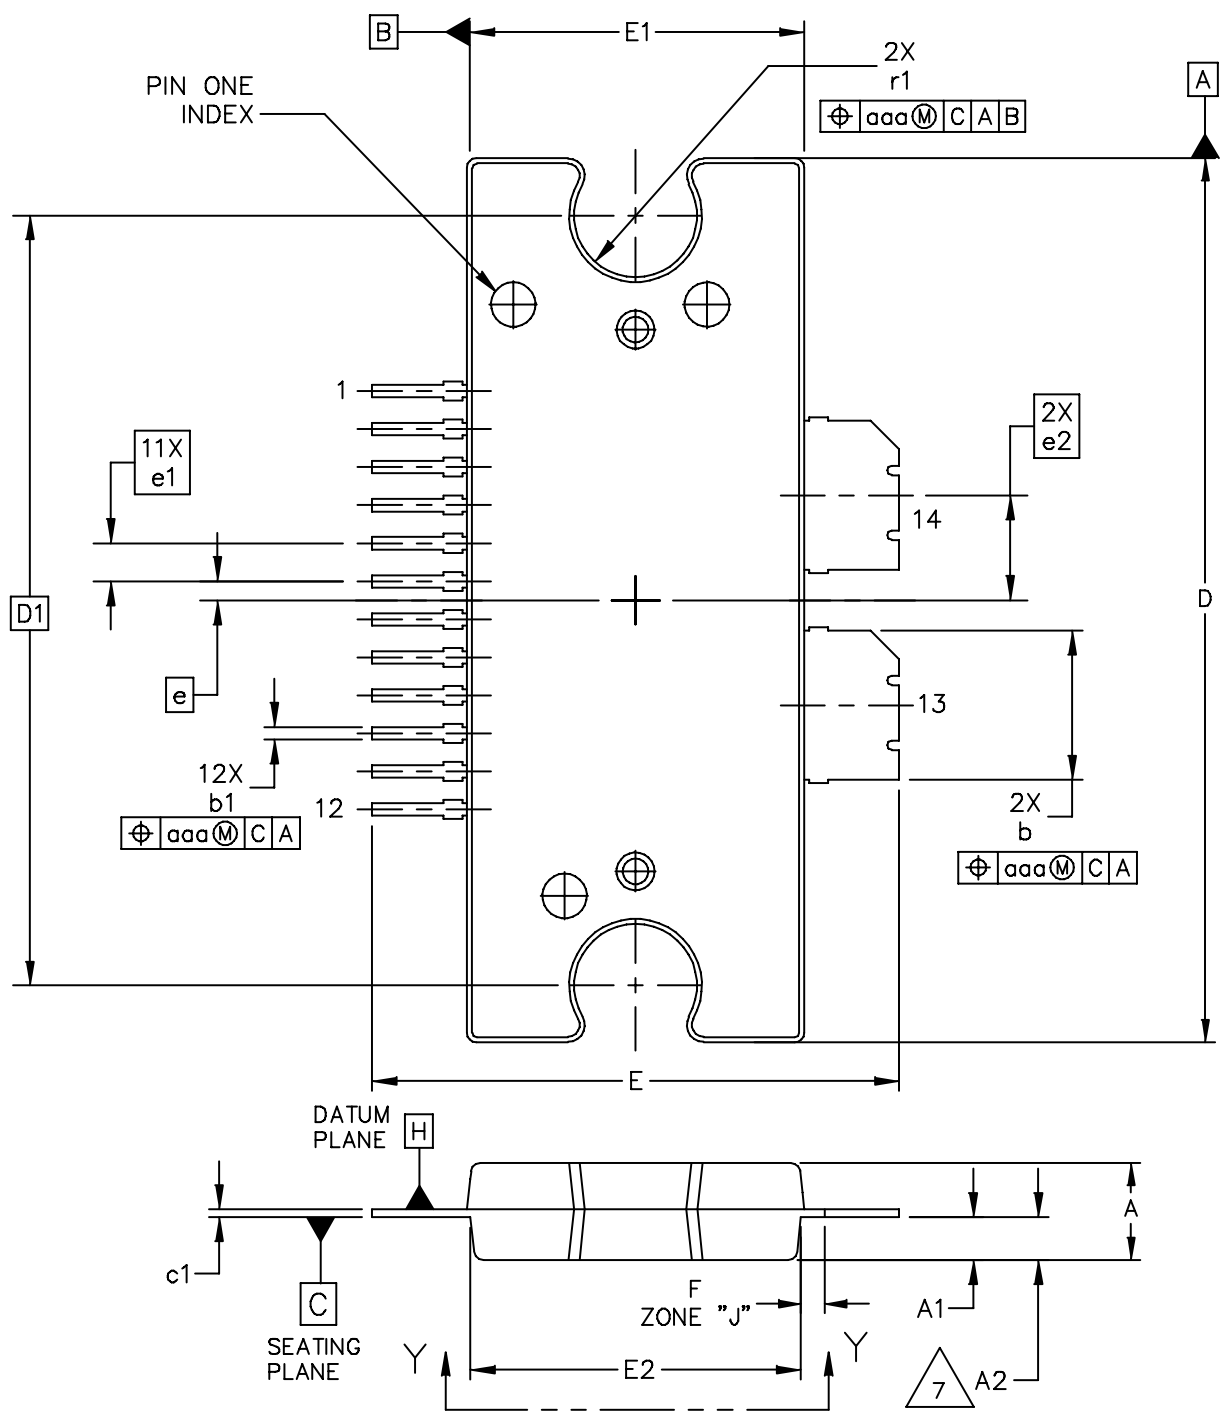 B
E1
2X
r1
⌖ aaa Ⓜ C A B
A
PIN ONE
INDEX
1
11X
e1
2X
e2
14
D1
D
e
13
12X
b1
⌖ aaa Ⓜ C A
12
2X
b
⌖ aaa Ⓜ C A
E
DATUM
PLANE
H
A
c1
C
SEATING
PLANE
F
ZONE "J"
A1
Y
Y
E2
7
A2